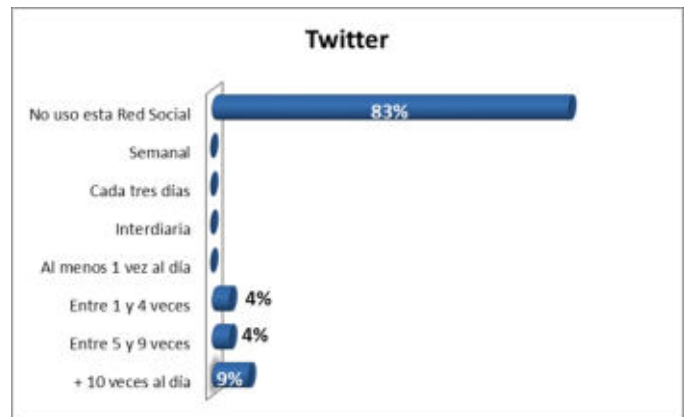 Twitter
No uso esta Red Social
83%
Semanal
Cada tres días
Interdiaria
Al menos 1 vez al día
Entre 1 y 4 veces
4%
Entre 5 y 9 veces
4%
+ 10 veces al día
9%